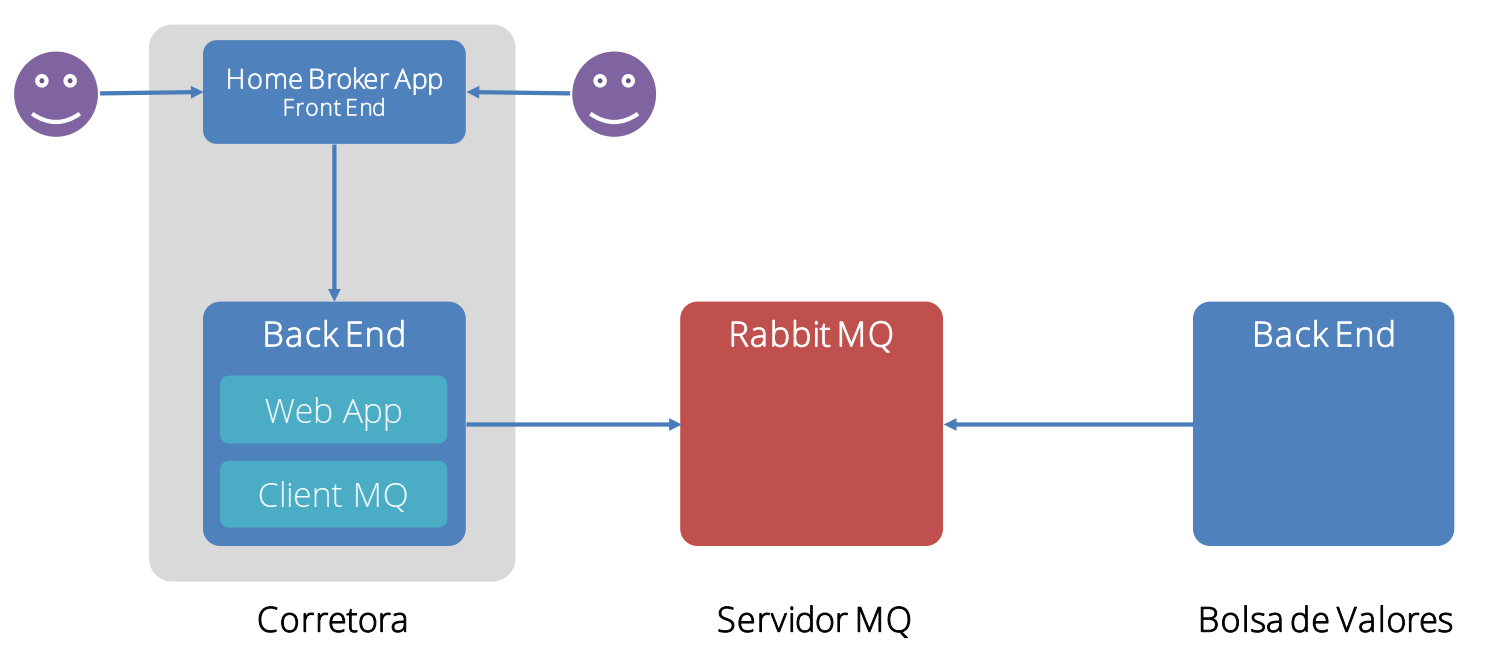 Home Broker App
Front End
Back End
Web App
Client MQ
Rabbit MQ
Back End
Corretora
Servidor MQ
Bolsa de Valores